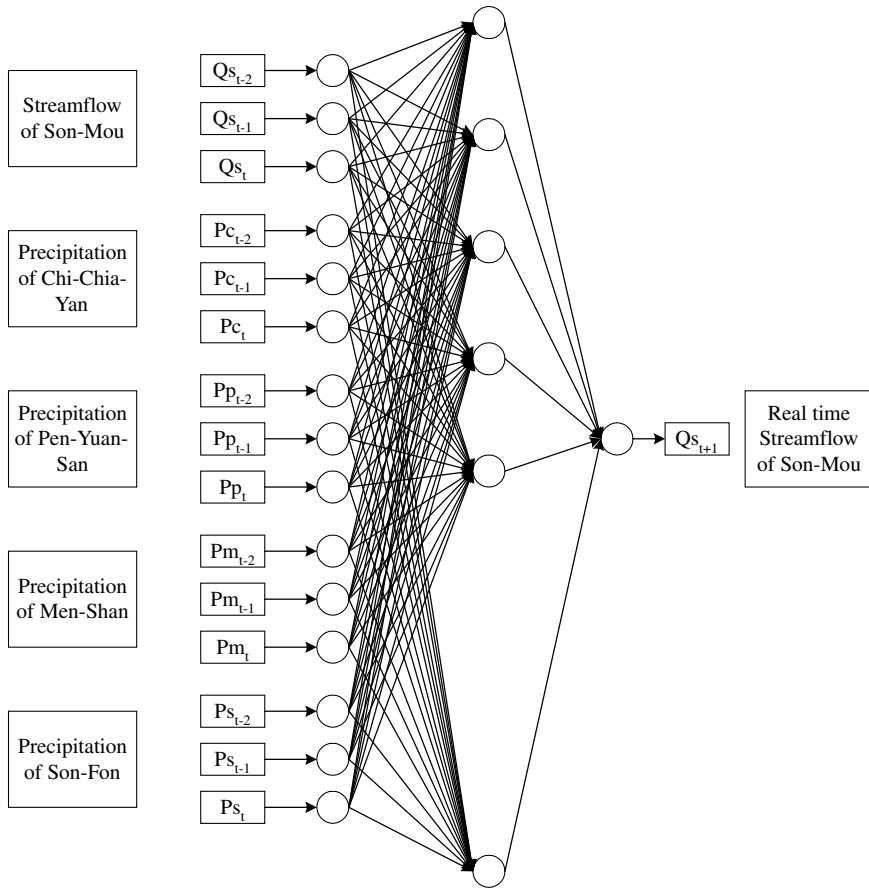 Streamflow
of Son-Mou
Qs_{t-2}
Qs_{t-1}
Qs_t
Precipitation
of Chi-Chia-
Yan
Pc_{t-2}
Pc_{t-1}
Pc_t
Precipitation
of Pen-Yuan-
San
Pp_{t-2}
Pp_{t-1}
Pp_t
Precipitation
of Men-Shan
Pm_{t-2}
Pm_{t-1}
Pm_t
Precipitation
of Son-Fon
Ps_{t-2}
Ps_{t-1}
Ps_t
Qs_{t+1}
Real time
Streamflow
of Son-Mou